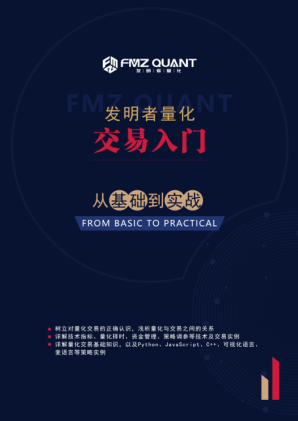 FMZ QUANT
发明者量化
FMZ QUANT
发明者量化
交易入门
从基础到实战
FROM BASIC TO PRACTICAL
树立对量化交易的正确认识，浅析量化与交易之间的关系
详解技术指标、量化择时、资金管理、策略调参等技术及交易实例
详解量化交易基础知识，以及Python、JavaScript、C++、可视化语言、
麦语言等策略实例